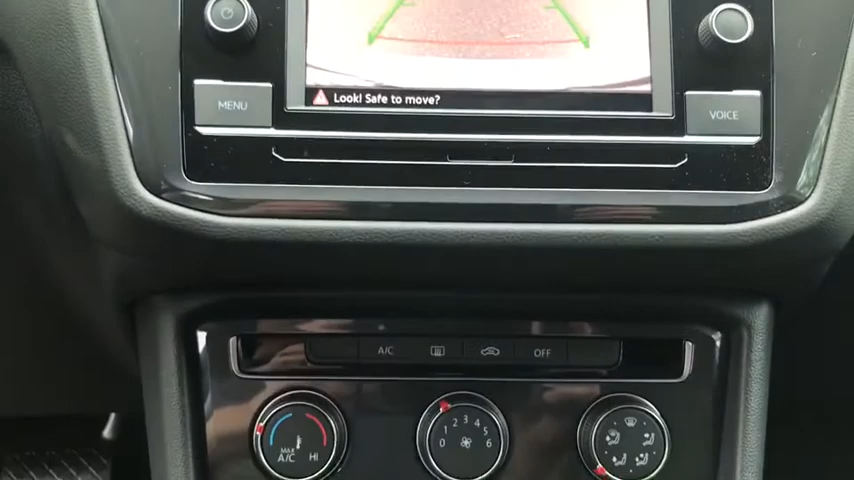 Look! Safe to move?
MENU
VOICE
A/C
OFF
0 1 2 3 4 5 6
MAX
A/C HI